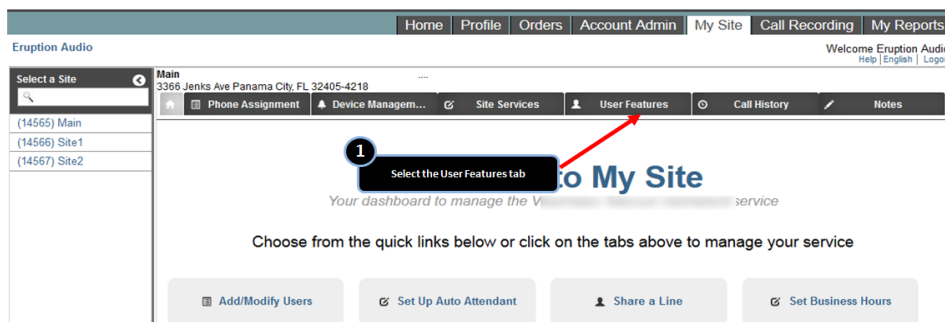 Home Profile Orders Account Admin My Site Call Recording My Reports
Eruption Audio
Welcome Eruption Audio
Help | English | Logou
Select a Site
Main
....
3366 Jenks Ave Panama City, FL 32405-4218
Phone Assignment Device Managem... Site Services User Features Call History Notes
(14565) Main
(14566) Site1
(14567) Site2
1
Select the User Features tab
to My Site
Your dashboard to manage the V service
Choose from the quick links below or click on the tabs above to manage your service
Add/Modify Users Set Up Auto Attendant Share a Line Set Business Hours